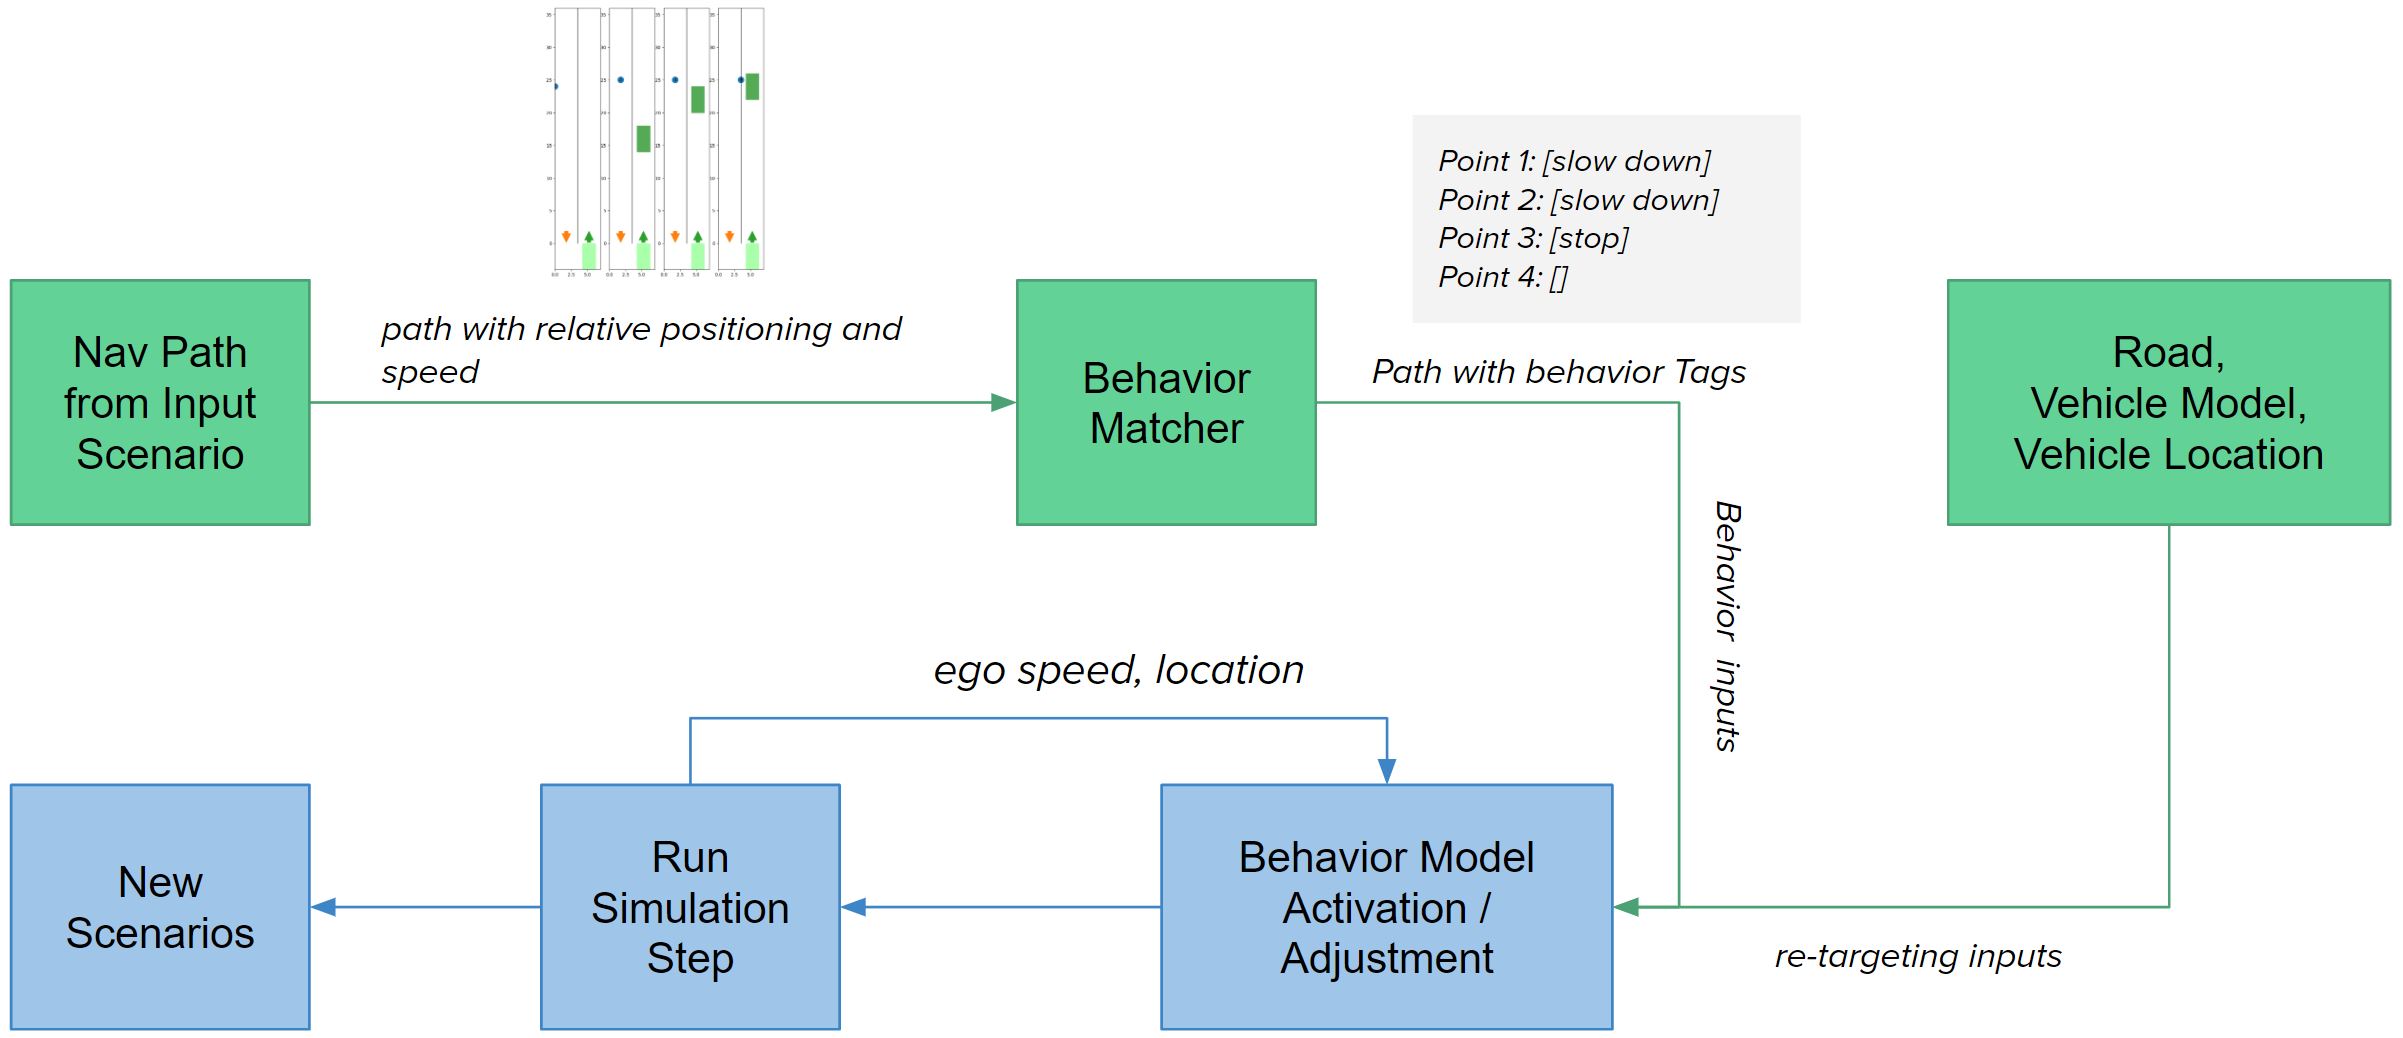 Nav Path
from Input
Scenario
path with relative positioning and
speed
Behavior
Matcher
Point 1: [slow down]
Point 2: [slow down]
Point 3: [stop]
Point 4: []
Path with behavior Tags
Road,
Vehicle Model,
Vehicle Location
Behavior inputs
ego speed, location
New
Scenarios
Run
Simulation
Step
Behavior Model
Activation /
Adjustment
re-targeting inputs